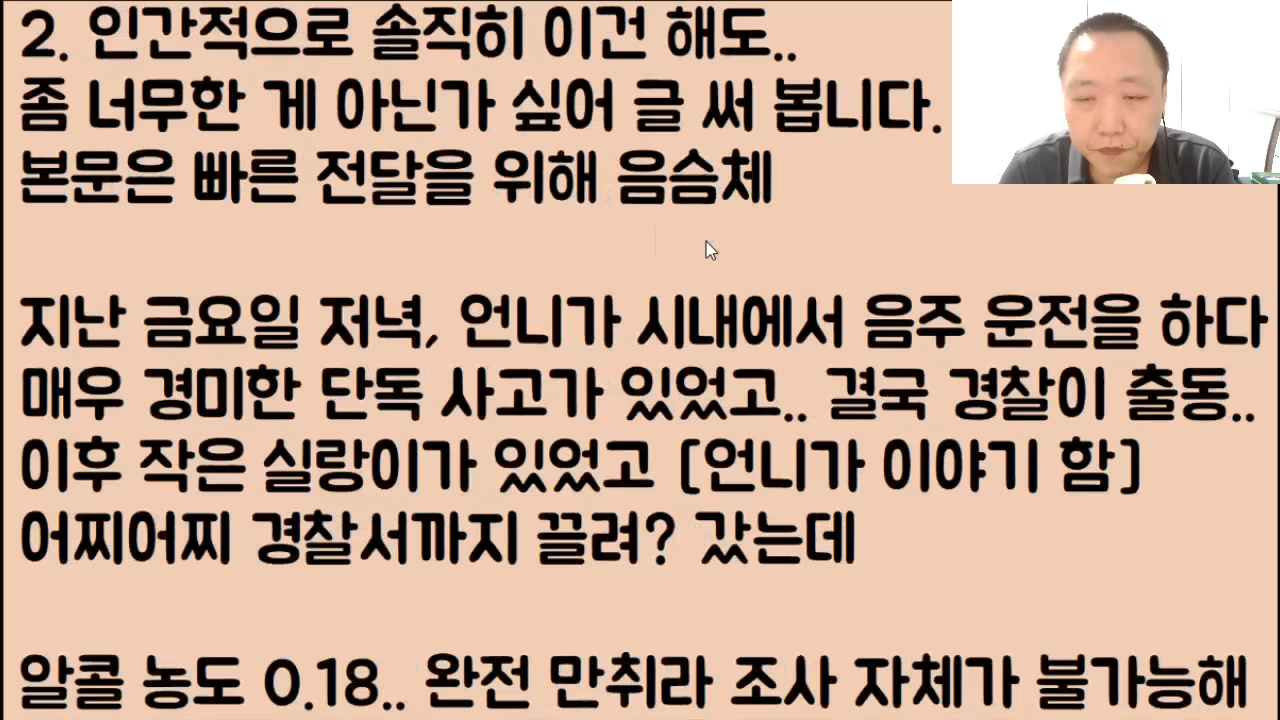 2. 인간적으로 솔직히 이건 해도..
좀 너무한 게 아닌가 싶어 글 써 봅니다.
본문은 빠른 전달을 위해 음슴체
지난 금요일 저녁, 언니가 시내에서 음주 운전을 하다
매우 경미한 단독 사고가 있었고.. 결국 경찰이 출동..
이후 작은 실랑이가 있었고 [언니가 이야기 함]
어찌어찌 경찰서까지 끌려? 갔는데
알콜 농도 0.18.. 완전 만취라 조사 자체가 불가능해